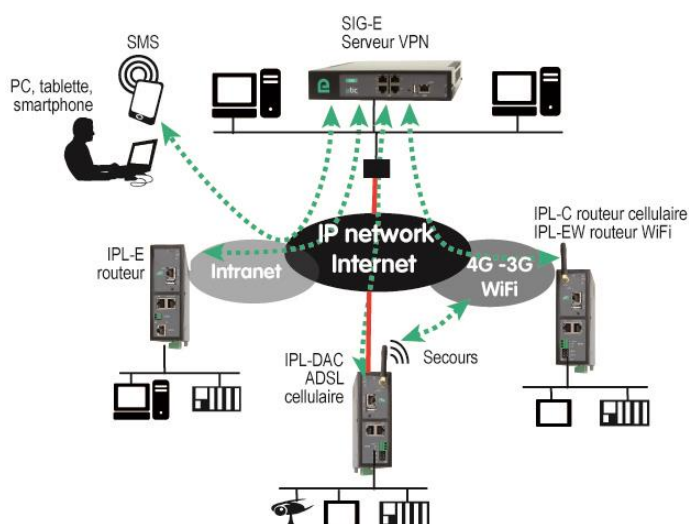 SIG-E
Serveur VPN
SMS
PC, tablette,
smartphone
etic
IP network
Internet
Intranet
4G -3G
WiFi
IPL-E
routeur
IPL-C routeur cellulaire
IPL-EW routeur WiFi
IPL-DAC
ADSL
cellulaire
Secours